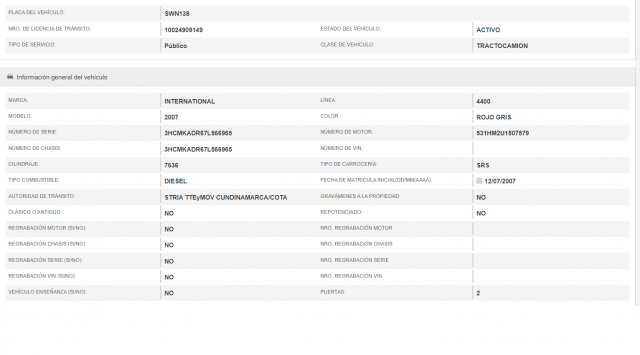 PLACA DEL VEHÍCULO: SWN138
NRO. DE LICENCIA DE TRÁNSITO: 10024909149 ESTADO DEL VEHÍCULO: ACTIVO
TIPO DE SERVICIO: Público CLASE DE VEHÍCULO: TRACTOCAMION
Información general del vehículo
MARCA: INTERNATIONAL LÍNEA: 4400
MODELO: 2007 COLOR: ROJO GRIS
NÚMERO DE SERIE: 3HCMKADR67L566965 NÚMERO DE MOTOR: 531HM2U1507579
NÚMERO DE CHASIS: 3HCMKADR67L566965 NÚMERO DE VIN:
CILINDRAJE: 7636 TIPO DE CARROCERÍA: SRS
TIPO COMBUSTIBLE: DIESEL FECHA DE MATRICULA INICIAL(DD/MM/AAAA): 12/07/2007
AUTORIDAD DE TRÁNSITO: STRIA TTEyMOV CUNDINAMARCA/COTA GRAVÁMENES A LA PROPIEDAD: NO
CLÁSICO O ANTIGUO: NO REPOTENCIADO: NO
REGRABACIÓN MOTOR (SI/NO): NO NRO. REGRABACIÓN MOTOR
REGRABACIÓN CHASIS (SI/NO): NO NRO. REGRABACIÓN CHASIS
REGRABACIÓN SERIE (SI/NO): NO NRO. REGRABACIÓN SERIE
REGRABACIÓN VIN (SI/NO): NO NRO. REGRABACIÓN VIN
VEHÍCULO ENSEÑANZA (SI/NO): NO PUERTAS: 2